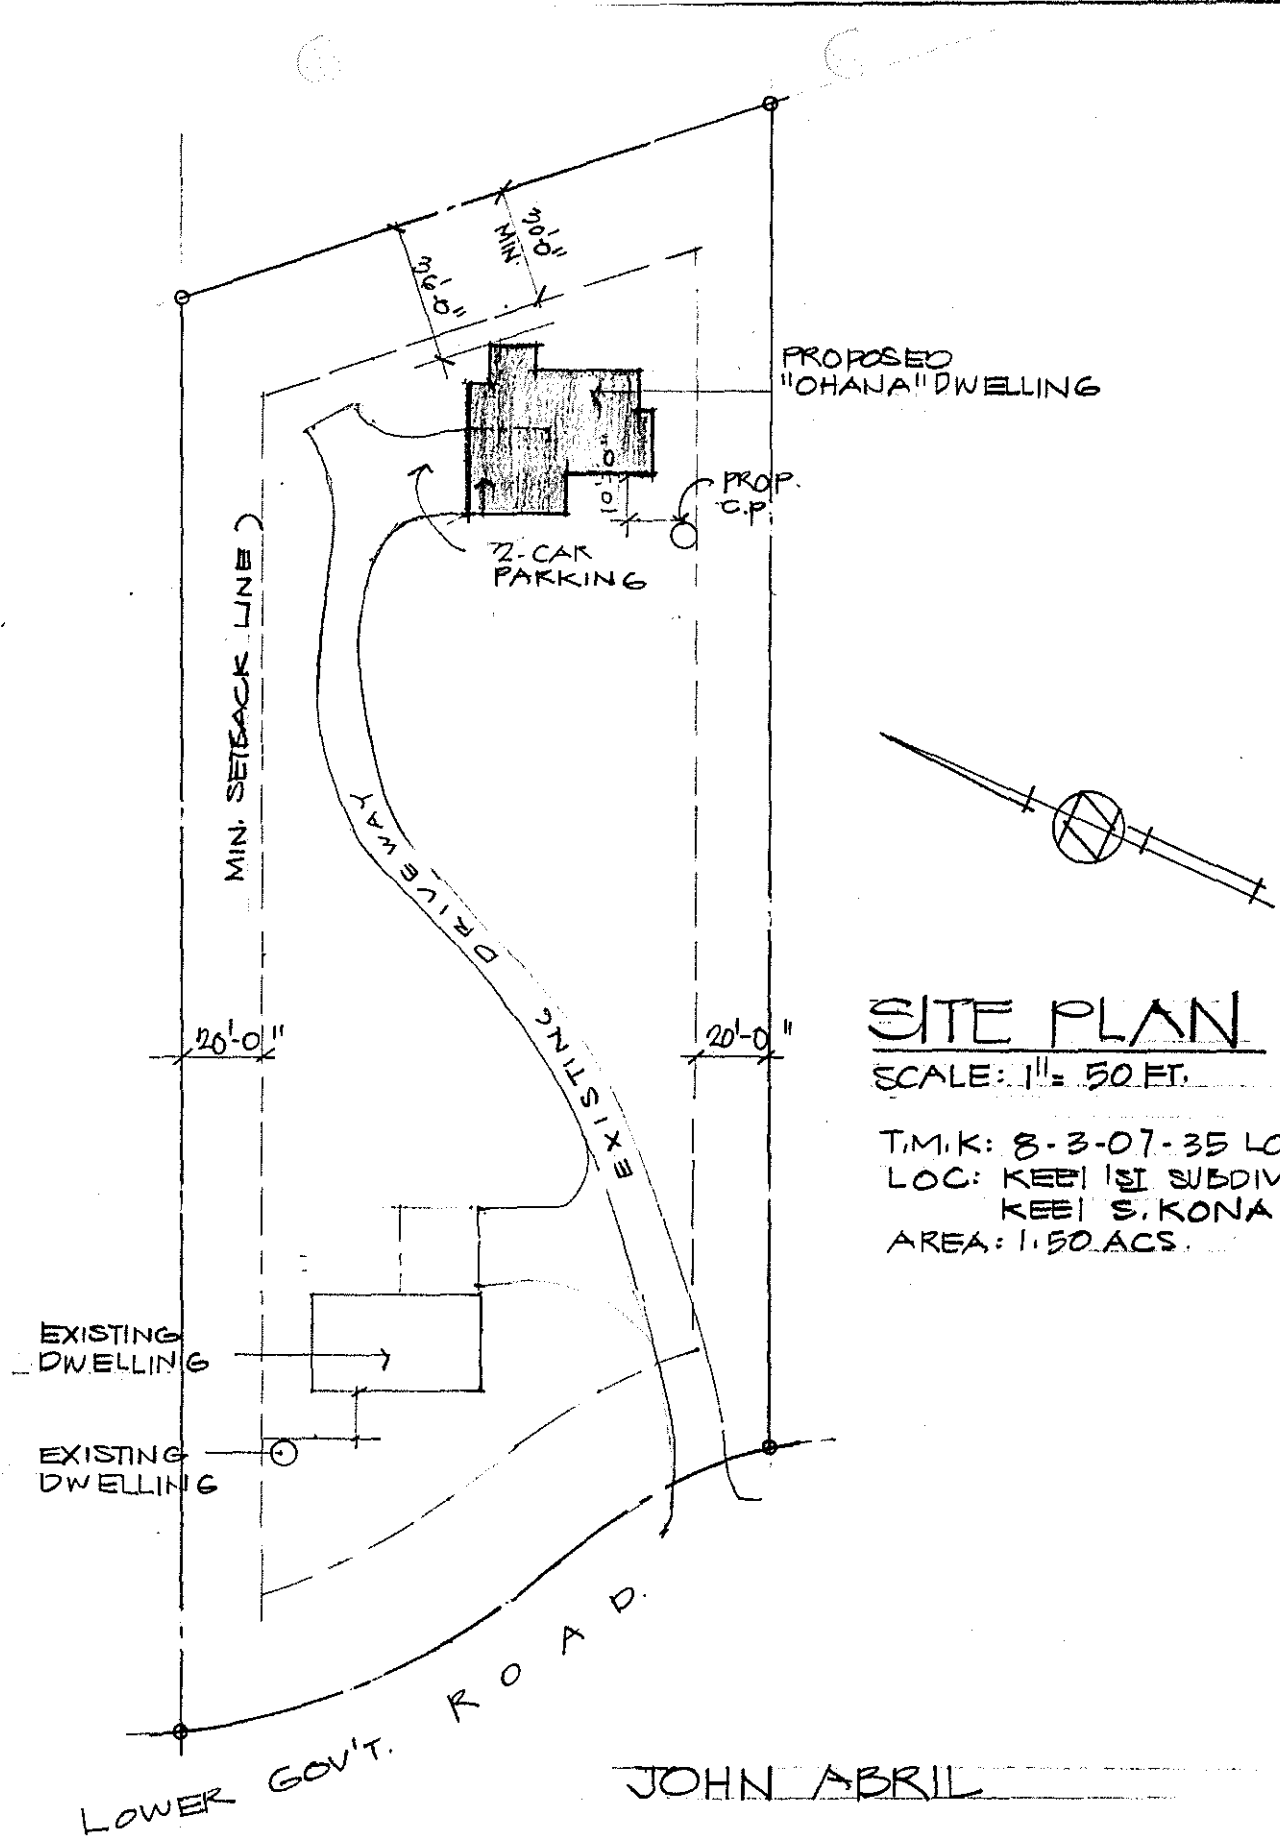 MIN.
30'-0"
36'-0"
PROPOSED
"OHANA" DWELLING
10'-0"
PROP.
C.P.
2-CAR
PARKING
MIN. SETBACK LINE)
EXISTING DRIVEWAY
20'-0"
20'-0"
SITE PLAN
SCALE: 1"= 50 FT.
T.M.K: 8-3-07-35 LO
LOC: KEEI 1ST SUBDIV
KEEI S. KONA
AREA: 1.50 ACS.
EXISTING
DWELLING
EXISTING
DWELLING
LOWER GOV'T. ROAD.
JOHN ABRIL